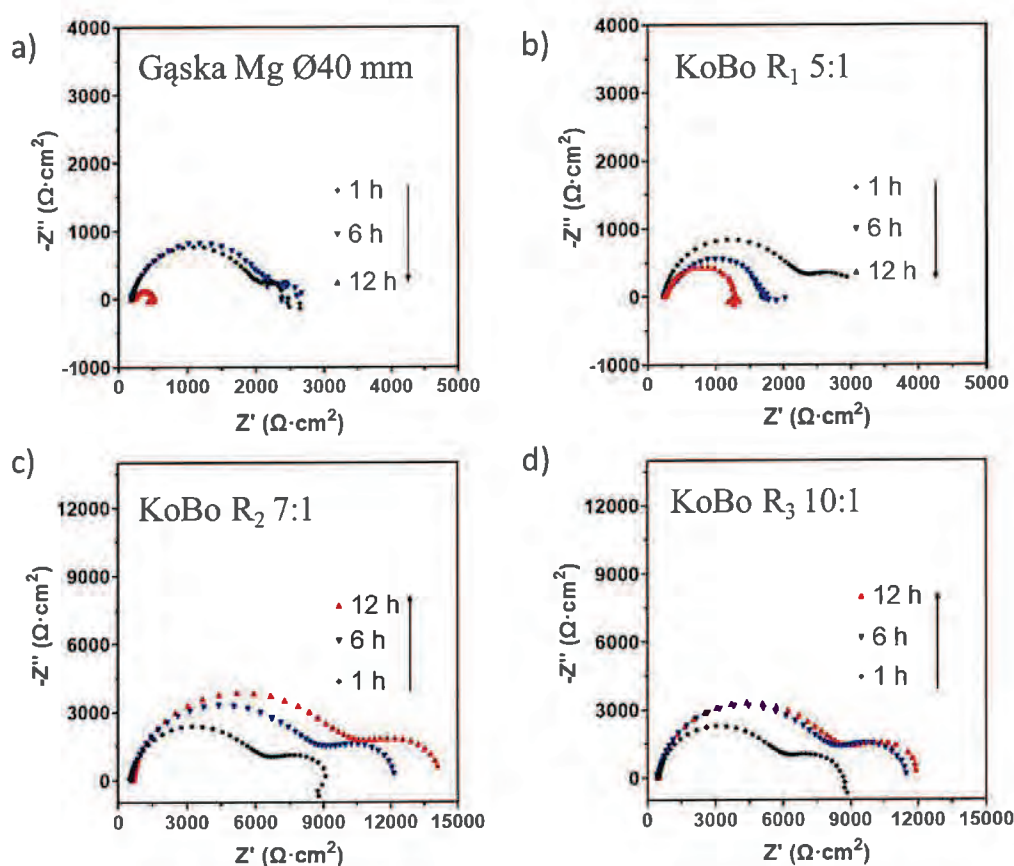 a)
Gąska Mg Ø40 mm
4000
3000
2000
1000
0
-1000
-Z" (Ω·cm²)
1 h
6 h
12 h
0 1000 2000 3000 4000 5000
Z' (Ω·cm²)
b)
KoBo R₁ 5:1
4000
3000
2000
1000
0
-1000
-Z" (Ω·cm²)
1 h
6 h
12 h
0 1000 2000 3000 4000 5000
Z' (Ω·cm²)
c)
KoBo R₂ 7:1
12000
9000
6000
3000
0
-Z" (Ω·cm²)
12 h
6 h
1 h
0 3000 6000 9000 12000 15000
Z' (Ω·cm²)
d)
KoBo R₃ 10:1
12000
9000
6000
3000
0
-Z" (Ω·cm²)
12 h
6 h
1 h
0 3000 6000 9000 12000 15000
Z' (Ω·cm²)